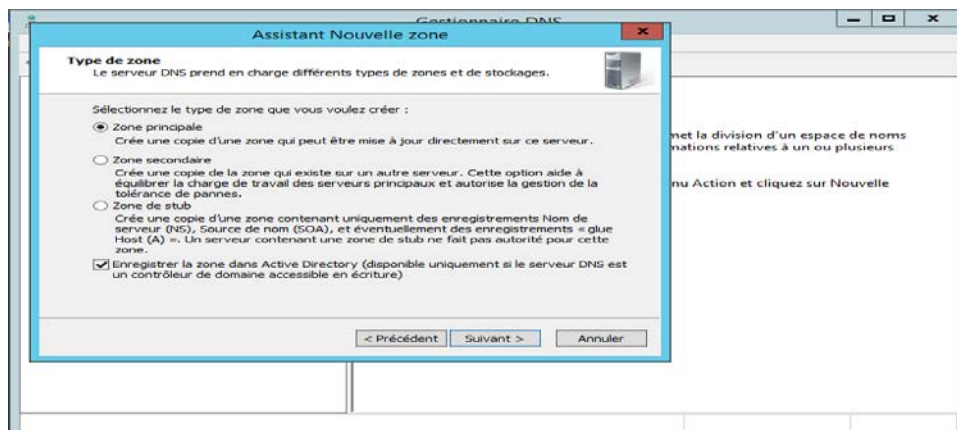 Gestionnaire DNS
Assistant Nouvelle zone
Type de zone
Le serveur DNS prend en charge différents types de zones et de stockages.
Sélectionnez le type de zone que vous voulez créer :
Zone principale
Crée une copie d'une zone qui peut être mise à jour directement sur ce serveur.
Zone secondaire
Crée une copie de la zone qui existe sur un autre serveur. Cette option aide à
équilibrer la charge de travail des serveurs principaux et autorise la gestion de la
tolérance de pannes.
Zone de stub
Crée une copie d'une zone contenant uniquement des enregistrements Nom de
serveur (NS), Source de nom (SOA), et éventuellement des enregistrements « glue
Host (A) ». Un serveur contenant une zone de stub ne fait pas autorité pour cette
zone.
Enregistrer la zone dans Active Directory (disponible uniquement si le serveur DNS est
un contrôleur de domaine accessible en écriture)
< Précédent
Suivant >
Annuler
met la division d'un espace de noms
mations relatives à un ou plusieurs
nu Action et cliquez sur Nouvelle